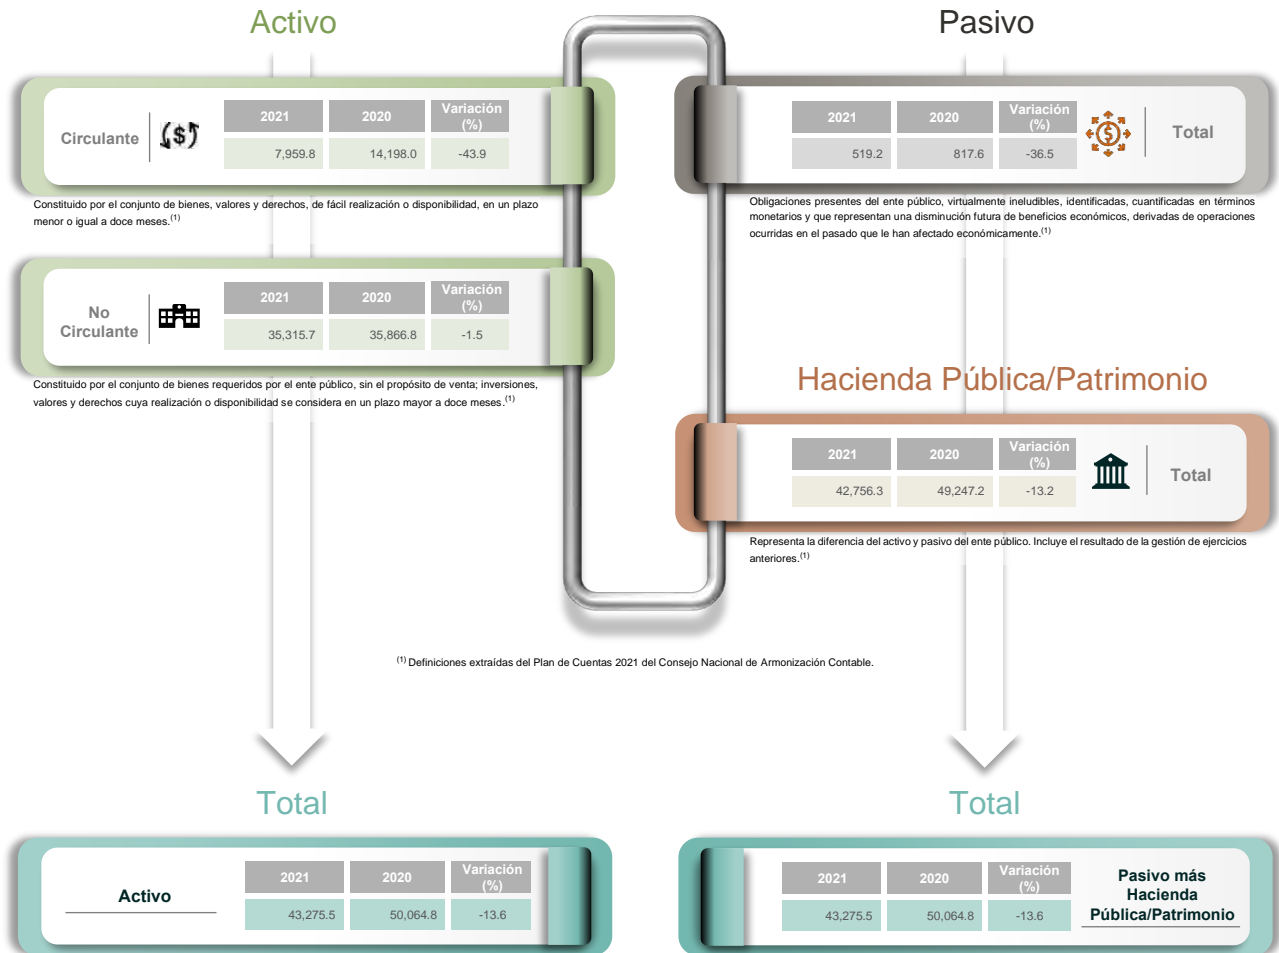 Activo
Circulante
2021 2020 Variación
(%)
7,959.8 14,198.0 -43.9
Constituido por el conjunto de bienes, valores y derechos, de fácil realización o disponibilidad, en un plazo
menor o igual a doce meses.(1)
No
Circulante
2021 2020 Variación
(%)
35,315.7 35,866.8 -1.5
Constituido por el conjunto de bienes requeridos por el ente público, sin el propósito de venta; inversiones,
valores y derechos cuya realización o disponibilidad se considera en un plazo mayor a doce meses.(1)
Pasivo
2021 2020 Variación
(%)
519.2 817.6 -36.5
Total
Obligaciones presentes del ente público, virtualmente ineludibles, identificadas, cuantificadas en términos
monetarios y que representan una disminución futura de beneficios económicos, derivadas de operaciones
ocurridas en el pasado que le han afectado económicamente.(1)
Hacienda Pública/Patrimonio
2021 2020 Variación
(%)
42,756.3 49,247.2 -13.2
Total
Representa la diferencia del activo y pasivo del ente público. Incluye el resultado de la gestión de ejercicios
anteriores.(1)
(1) Definiciones extraídas del Plan de Cuentas 2021 del Consejo Nacional de Armonización Contable.
Total
Activo
2021 2020 Variación
(%)
43,275.5 50,064.8 -13.6
Total
2021 2020 Variación
(%)
43,275.5 50,064.8 -13.6
Pasivo más
Hacienda
Pública/Patrimonio